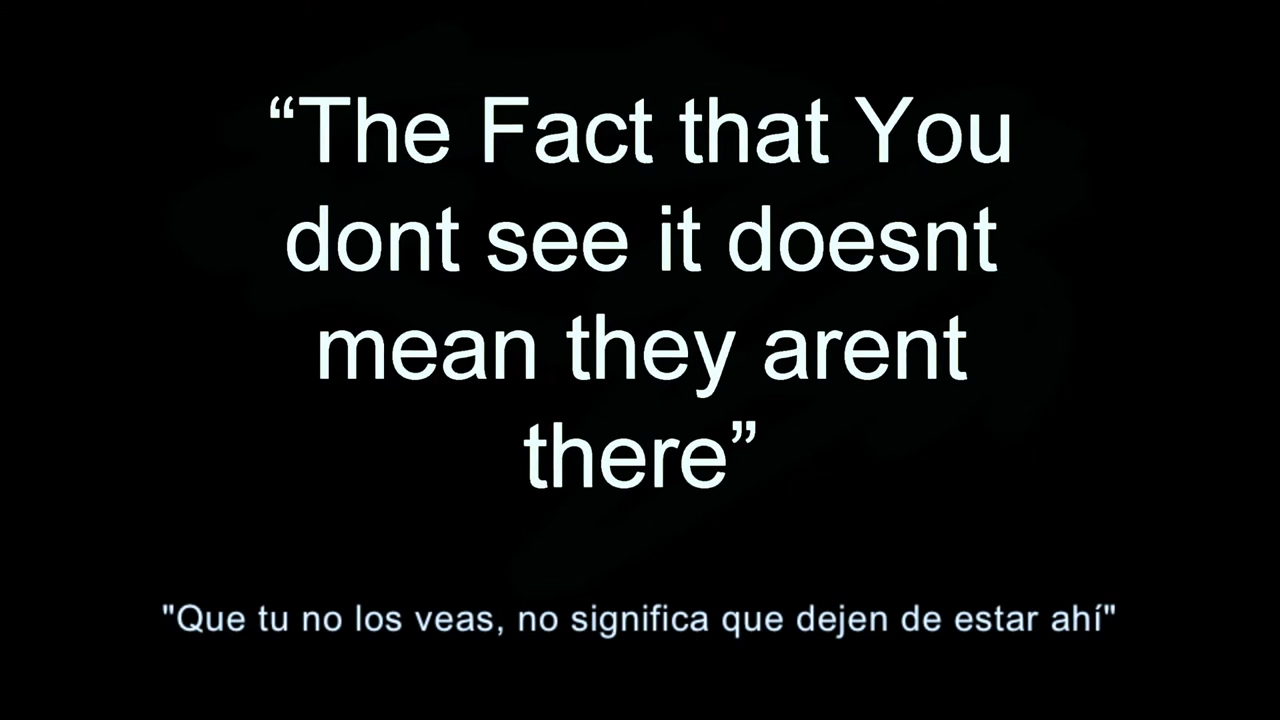 “The Fact that You
dont see it doesnt
mean they arent
there”
"Que tu no los veas, no significa que dejen de estar ahí"